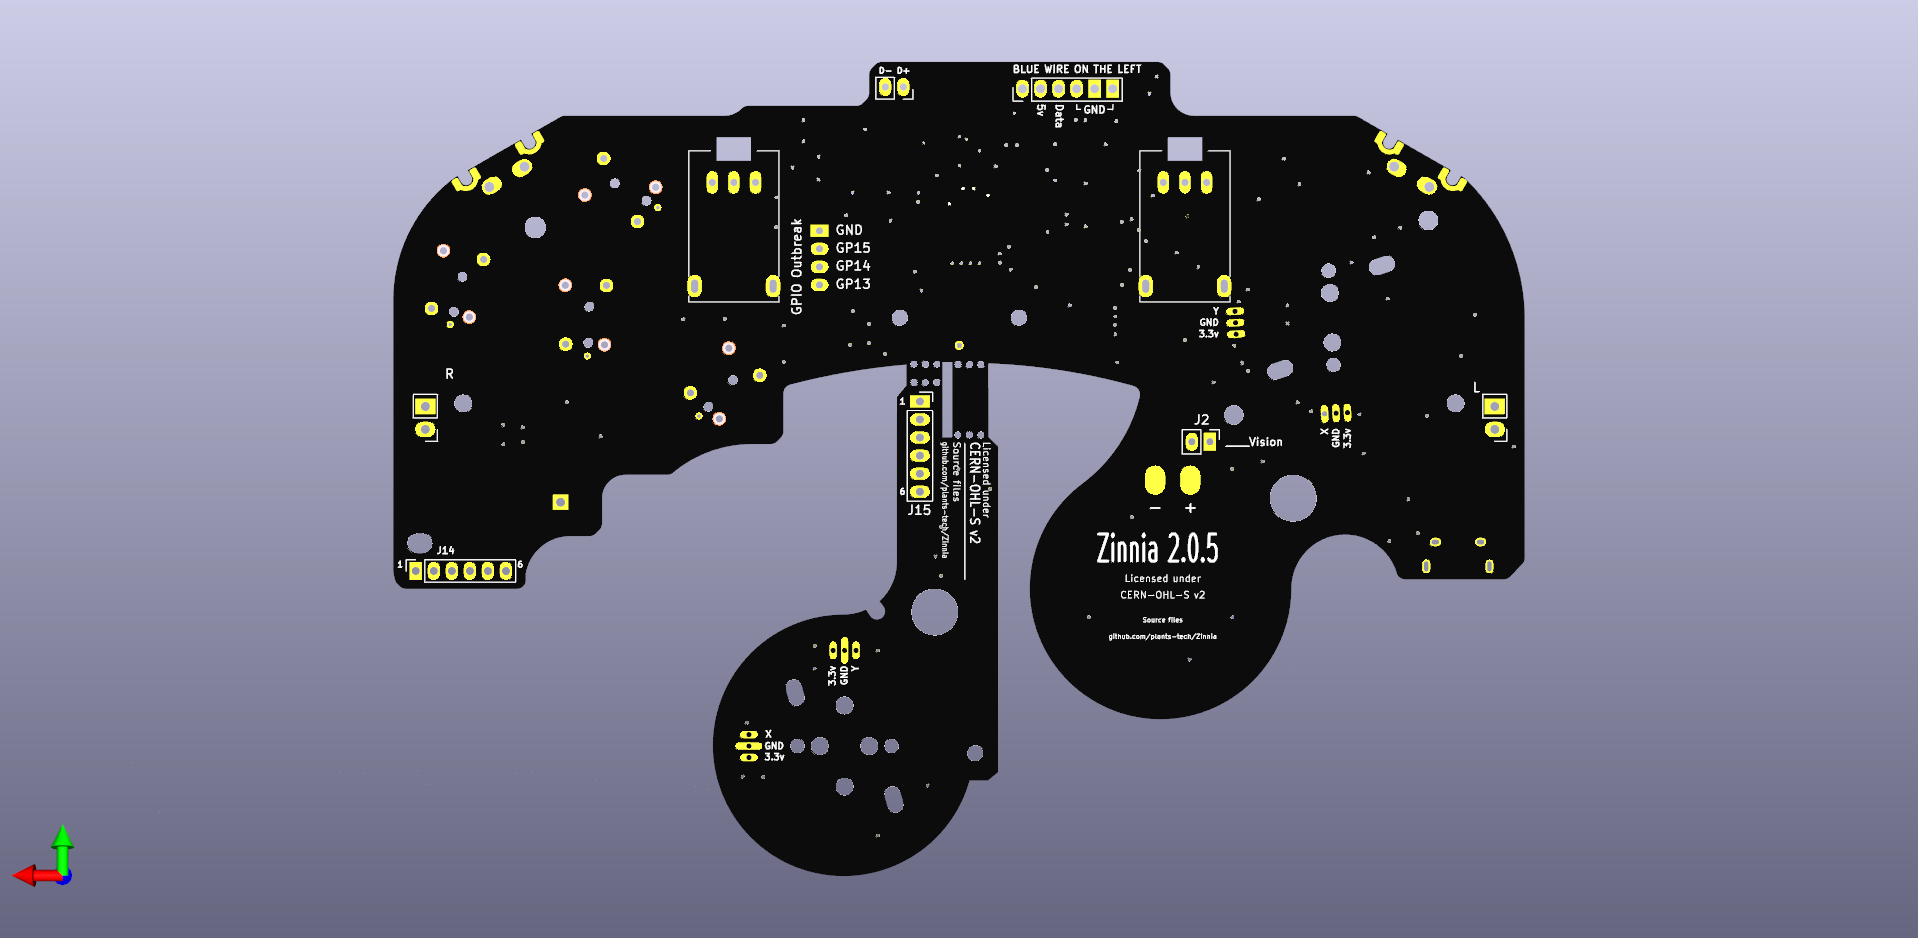 D- D+
BLUE WIRE ON THE LEFT
5v
Data
GND
GPIO Outbreak
GND
GP15
GP14
GP13
Y
GND
3.3v
R
L
1
6
J15
Licensed under
CERN-OHL-S v2
Source files
github.com/plants-tech/Zinnia
X
GND
3.3v
J2
Vision
- +
Zinnia 2.0.5
Licensed under
CERN-OHL-S v2
Source files
github.com/plants-tech/Zinnia
J14
1
6
3.3v
GND
Y
X
GND
3.3v